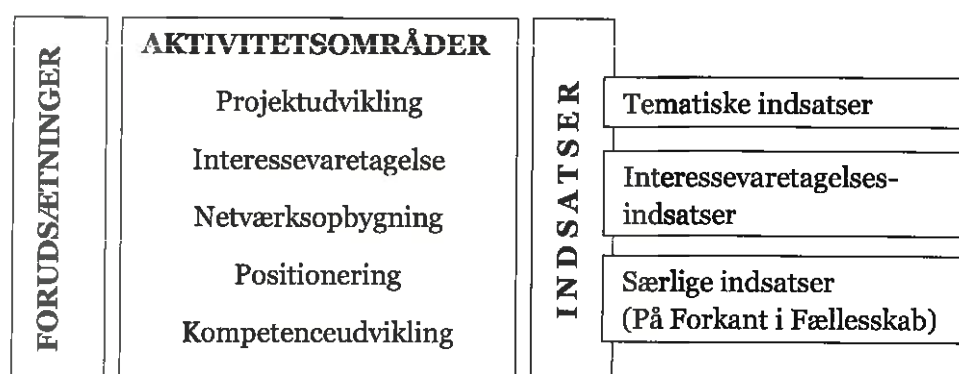 FORUDSÆTNINGER
AKTIVITETSOMRÅDER
Projektudvikling
Interessevaretagelse
Netværksopbygning
Positionering
Kompetenceudvikling
INDSATSER
Tematiske indsatser
Interessevaretagelses-
indsatser
Særlige indsatser
(På Forkant i Fællesskab)